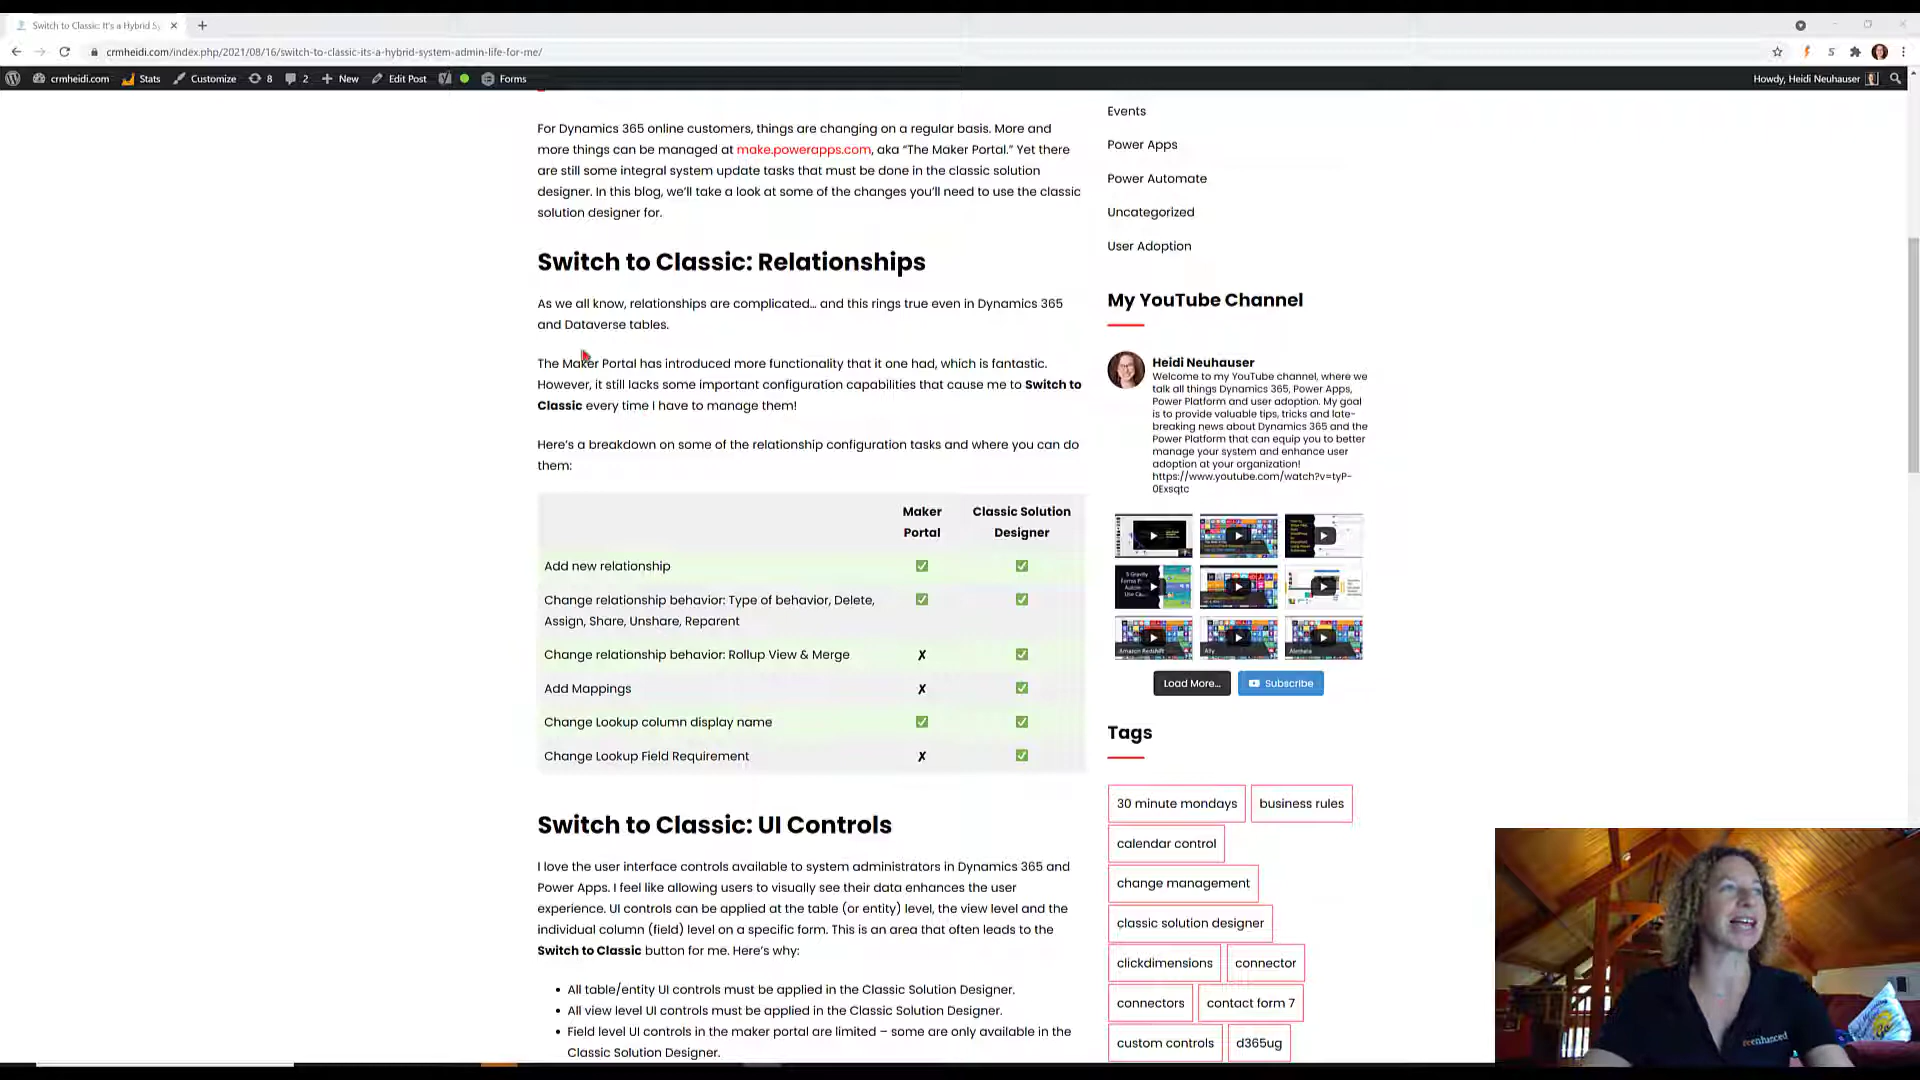 Switch to Classic: It's a Hybrid Sy
crmheidi.com/index.php/2021/08/16/switch-to-classic-its-a-hybrid-system-admin-life-for-me/
crmheidi.com Stats Customize 8 2 New Edit Post Forms Howdy, Heidi Neuhauser
For Dynamics 365 online customers, things are changing on a regular basis. More and
more things can be managed at make.powerapps.com, aka “The Maker Portal.” Yet there
are still some integral system update tasks that must be done in the classic solution
designer. In this blog, we’ll take a look at some of the changes you’ll need to use the classic
solution designer for.
Switch to Classic: Relationships
As we all know, relationships are complicated… and this rings true even in Dynamics 365
and Dataverse tables.
The Maker Portal has introduced more functionality that it one had, which is fantastic.
However, it still lacks some important configuration capabilities that cause me to Switch to
Classic every time I have to manage them!
Here’s a breakdown on some of the relationship configuration tasks and where you can do
them:
Maker
Portal
Classic Solution
Designer
Add new relationship ✅ ✅
Change relationship behavior: Type of behavior, Delete, ✅ ✅
Assign, Share, Unshare, Reparent
Change relationship behavior: Rollup View & Merge ✗ ✅
Add Mappings ✗ ✅
Change Lookup column display name ✅ ✅
Change Lookup Field Requirement ✗ ✅
Switch to Classic: UI Controls
I love the user interface controls available to system administrators in Dynamics 365 and
Power Apps. I feel like allowing users to visually see their data enhances the user
experience. UI controls can be applied at the table (or entity) level, the view level and the
individual column (field) level on a specific form. This is an area that often leads to the
Switch to Classic button for me. Here’s why:
• All table/entity UI controls must be applied in the Classic Solution Designer.
• All view level UI controls must be applied in the Classic Solution Designer.
• Field level UI controls in the maker portal are limited – some are only available in the
Classic Solution Designer.
Events
Power Apps
Power Automate
Uncategorized
User Adoption
My YouTube Channel
Heidi Neuhauser
Welcome to my YouTube channel, where we
talk all things Dynamics 365, Power Apps,
Power Platform and user adoption. My goal
is to provide valuable tips, tricks and late-
breaking news about Dynamics 365 and the
Power Platform that can equip you to better
manage your system and enhance user
adoption at your organization!
https://www.youtube.com/watch?v=tyP-
0Exsqtc
Amazon Redshift
Load More...
Subscribe
Tags
30 minute mondays
business rules
calendar control
change management
classic solution designer
clickdimensions
connector
connectors
contact form 7
custom controls
d365ug
reenhanced